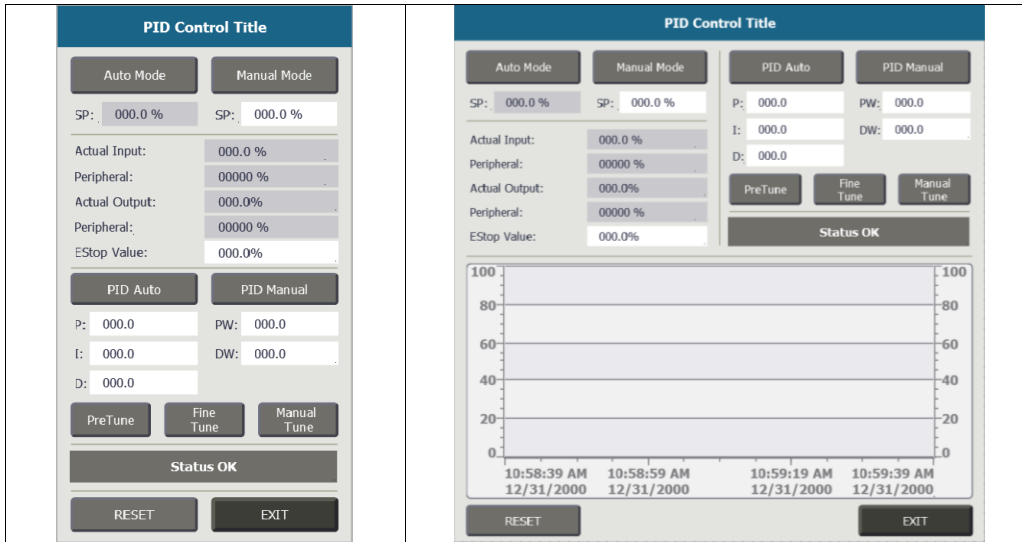 PID Control Title
Auto Mode Manual Mode
SP: 000.0 % SP: 000.0 %
Actual Input: 000.0 %
Peripheral: 00000 %
Actual Output: 000.0%
Peripheral: 00000 %
EStop Value: 000.0%
PID Auto PID Manual
P: 000.0 PW: 000.0
I: 000.0 DW: 000.0
D: 000.0
PreTune Fine Tune Manual Tune
Status OK
RESET EXIT
PID Control Title
Auto Mode Manual Mode
SP: 000.0 % SP: 000.0 %
Actual Input: 000.0 %
Peripheral: 00000 %
Actual Output: 000.0%
Peripheral: 00000 %
EStop Value: 000.0%
PID Auto PID Manual
P: 000.0 PW: 000.0
I: 000.0 DW: 000.0
D: 000.0
PreTune Fine Tune Manual Tune
Status OK
100 100
80 80
60 60
40 40
20 20
0 0
10:58:39 AM 10:58:59 AM 10:59:19 AM 10:59:39 AM
12/31/2000 12/31/2000 12/31/2000 12/31/2000
RESET EXIT